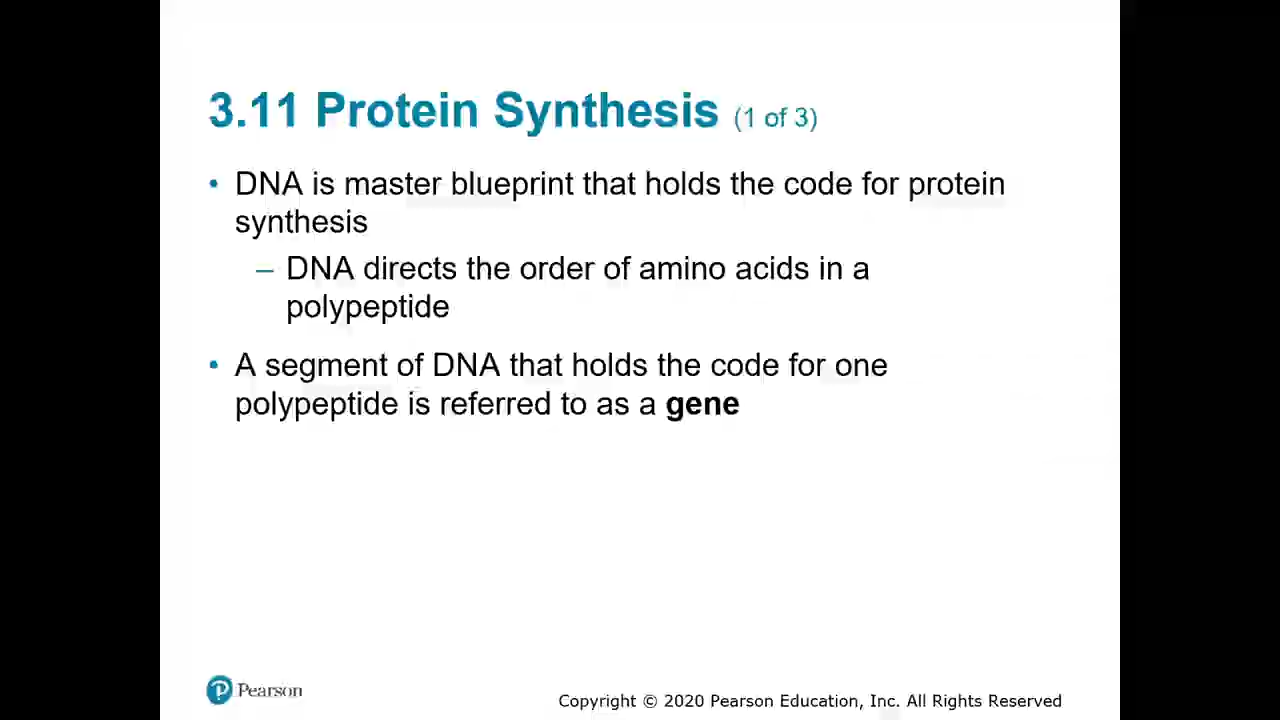 3.11 Protein Synthesis (1 of 3)
• DNA is master blueprint that holds the code for protein
synthesis
– DNA directs the order of amino acids in a
polypeptide
• A segment of DNA that holds the code for one
polypeptide is referred to as a gene
Pearson
Copyright © 2020 Pearson Education, Inc. All Rights Reserved